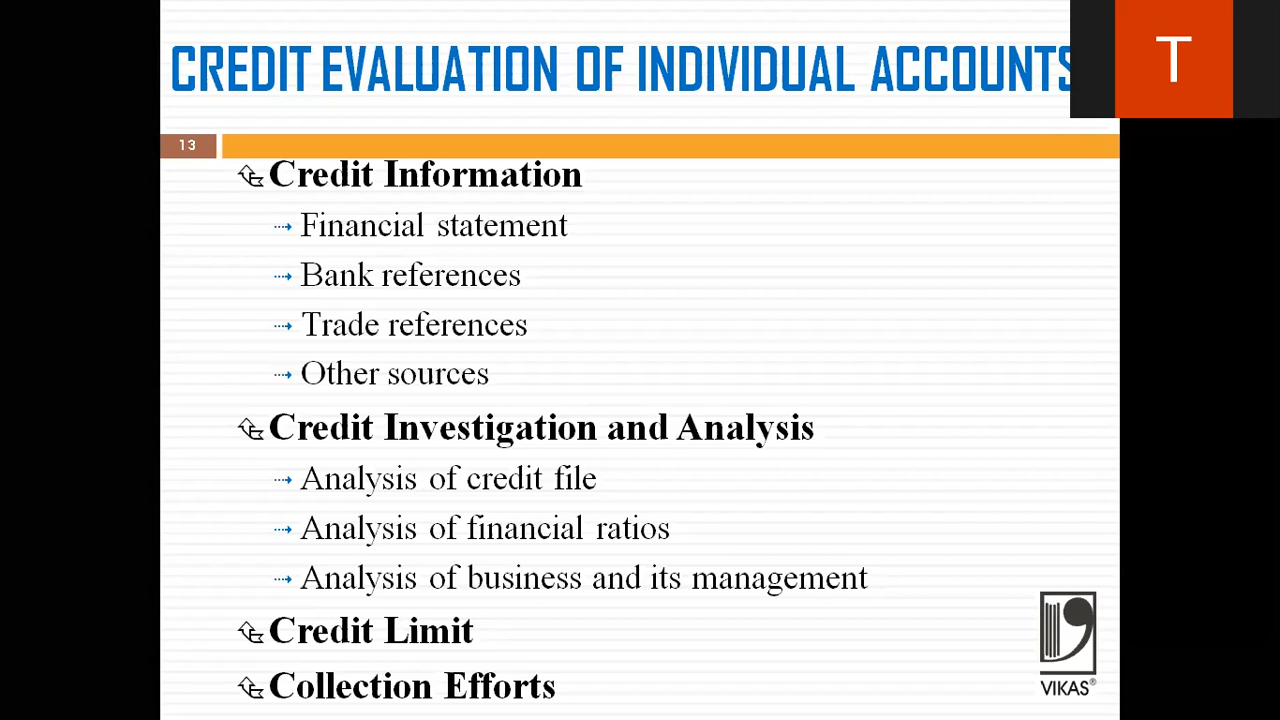 CREDIT EVALUATION OF INDIVIDUAL ACCOUNTS
T
13
Credit Information
Financial statement
Bank references
Trade references
Other sources
Credit Investigation and Analysis
Analysis of credit file
Analysis of financial ratios
Analysis of business and its management
Credit Limit
Collection Efforts
VIKAS®